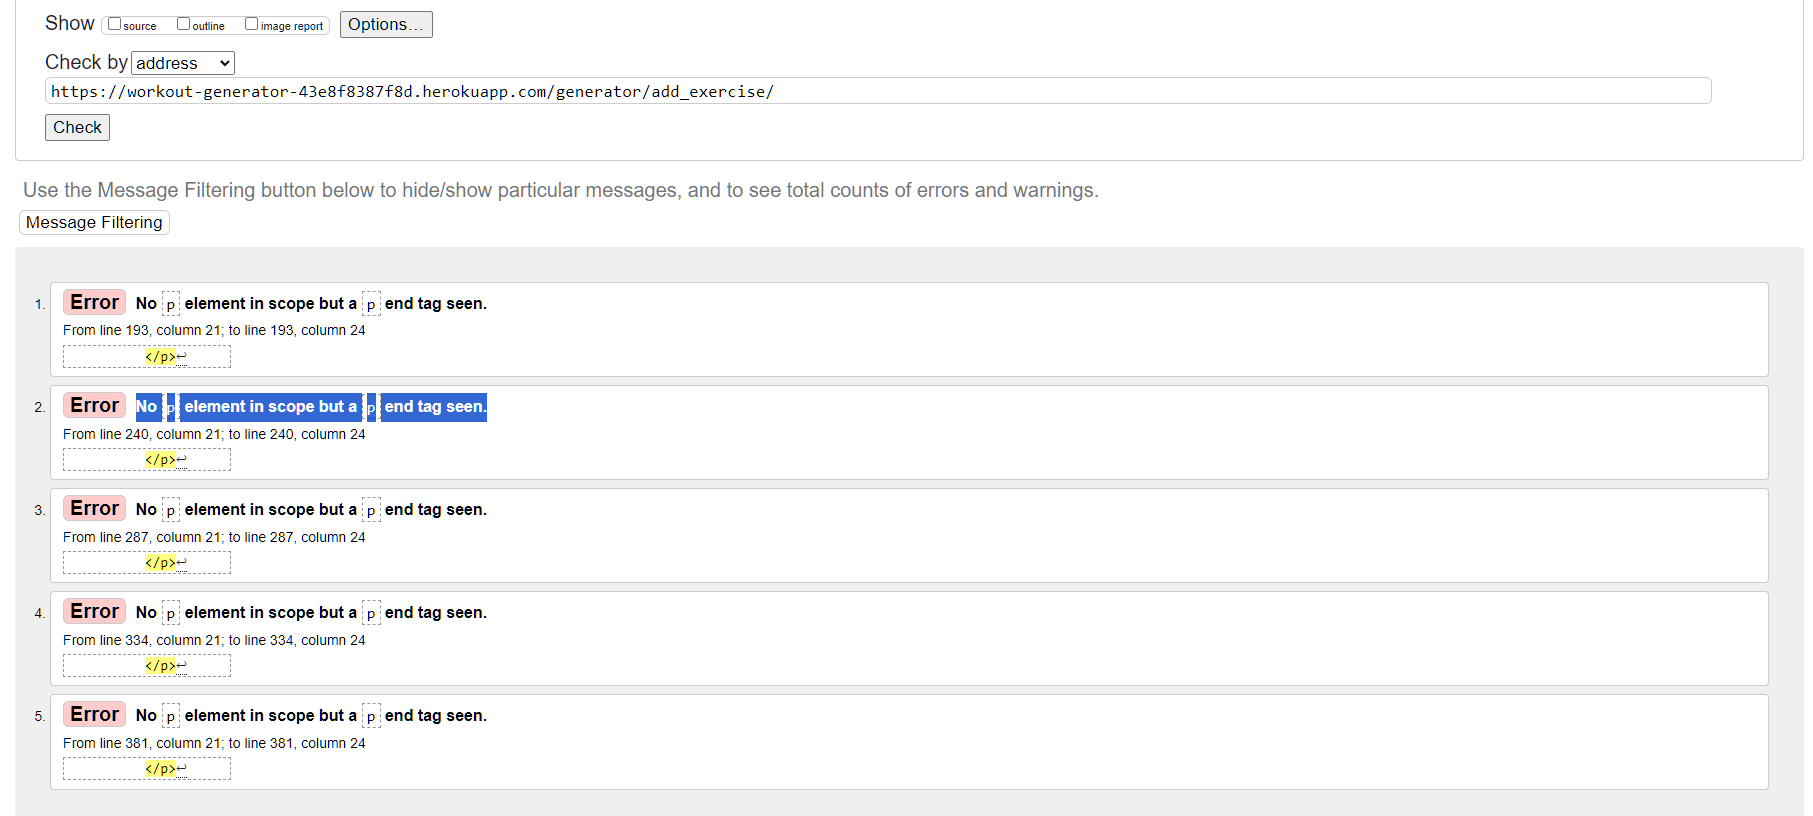 Show source outline image report Options...
Check by address
https://workout-generator-43e8f8387f8d.herokuapp.com/generator/add_exercise/
Check
Use the Message Filtering button below to hide/show particular messages, and to see total counts of errors and warnings.
Message Filtering
1. Error No p element in scope but a p end tag seen.
From line 193, column 21; to line 193, column 24
</p>↩
2. Error No p element in scope but a p end tag seen.
From line 240, column 21; to line 240, column 24
</p>↩
3. Error No p element in scope but a p end tag seen.
From line 287, column 21; to line 287, column 24
</p>↩
4. Error No p element in scope but a p end tag seen.
From line 334, column 21; to line 334, column 24
</p>↩
5. Error No p element in scope but a p end tag seen.
From line 381, column 21; to line 381, column 24
</p>↩